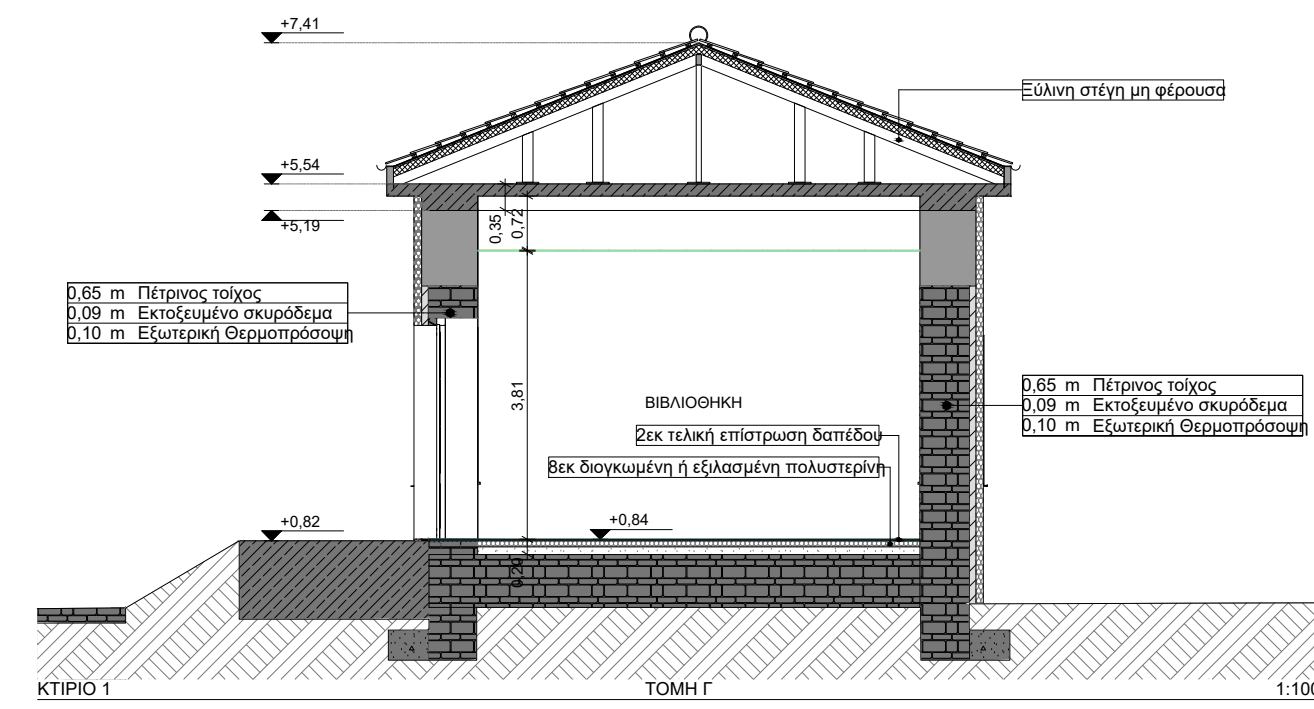 +7,41
Ξύλινη στέγη μη φέρουσα
+5,54
+5,19
0,35
0,72
0,65 m Πέτρινος τοίχος
0,09 m Εκτοξευμένο σκυρόδεμα
0,10 m Εξωτερική Θερμοπρόσοψη
3,81
ΒΙΒΛΙΟΘΗΚΗ
0,65 m Πέτρινος τοίχος
0,09 m Εκτοξευμένο σκυρόδεμα
0,10 m Εξωτερική Θερμοπρόσοψη
2εκ τελική επίστρωση δαπέδου
8εκ διογκωμένη ή εξιλασμένη πολυστερίνη
+0,82
+0,84
0,20
ΚΤΙΡΙΟ 1
ΤΟΜΗ Γ
1:100